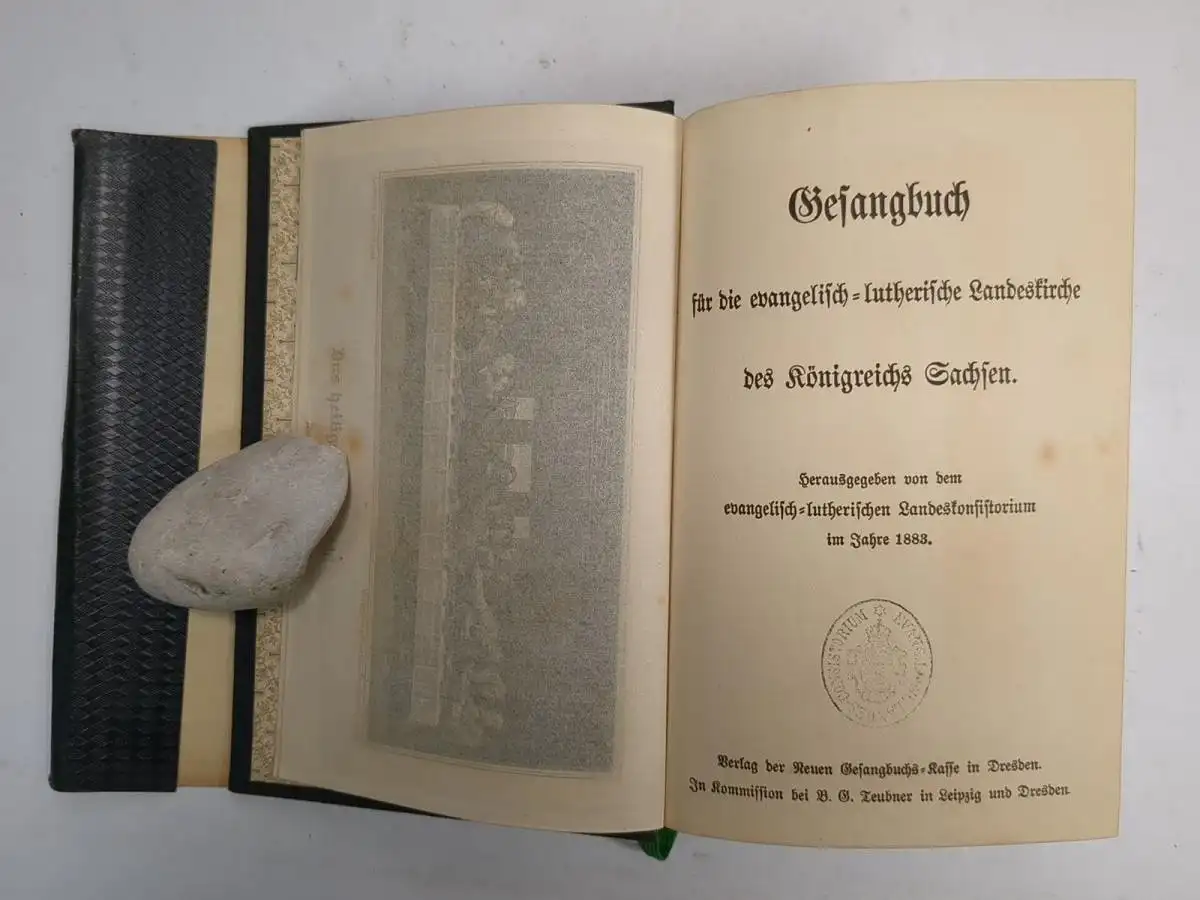 Gesangbuch
für die evangelisch-lutherische Landeskirche
des Königreichs Sachsen.
Herausgegeben von dem
evangelisch-lutherischen Landeskonsistorium
im Jahre 1883.
Verlag der Neuen Gesangbuchs-Kasse in Dresden.
In Kommission bei B. G. Teubner in Leipzig und Dresden